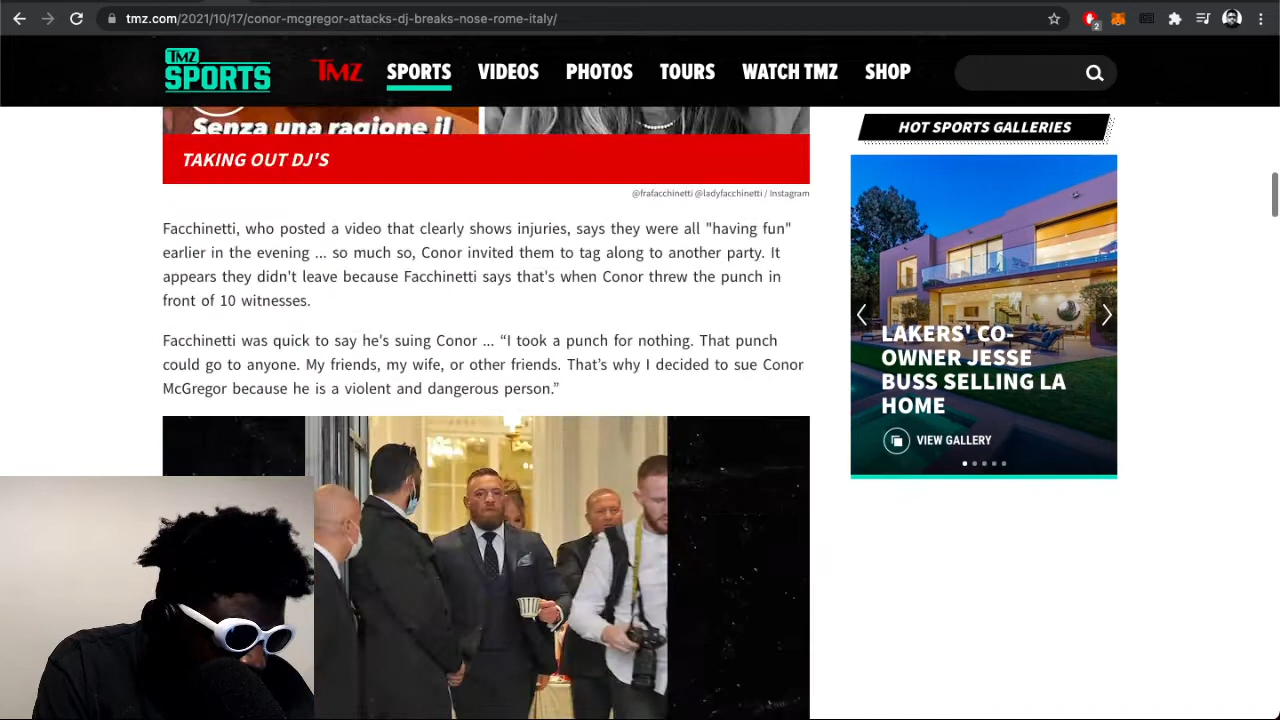 tmz.com/2021/10/17/conor-mcgregor-attacks-dj-breaks-nose-rome-italy/
2
TMZ
SPORTS
TMZ SPORTS VIDEOS PHOTOS TOURS WATCH TMZ SHOP
Senza una ragione il
TAKING OUT DJ'S
@frafacchinetti @ladyfacchinetti / Instagram
Facchinetti, who posted a video that clearly shows injuries, says they were all "having fun"
earlier in the evening ... so much so, Conor invited them to tag along to another party. It
appears they didn't leave because Facchinetti says that's when Conor threw the punch in
front of 10 witnesses.
Facchinetti was quick to say he's suing Conor ... “I took a punch for nothing. That punch
could go to anyone. My friends, my wife, or other friends. That’s why I decided to sue Conor
McGregor because he is a violent and dangerous person.”
HOT SPORTS GALLERIES
LAKERS' CO-
OWNER JESSE
BUSS SELLING LA
HOME
VIEW GALLERY